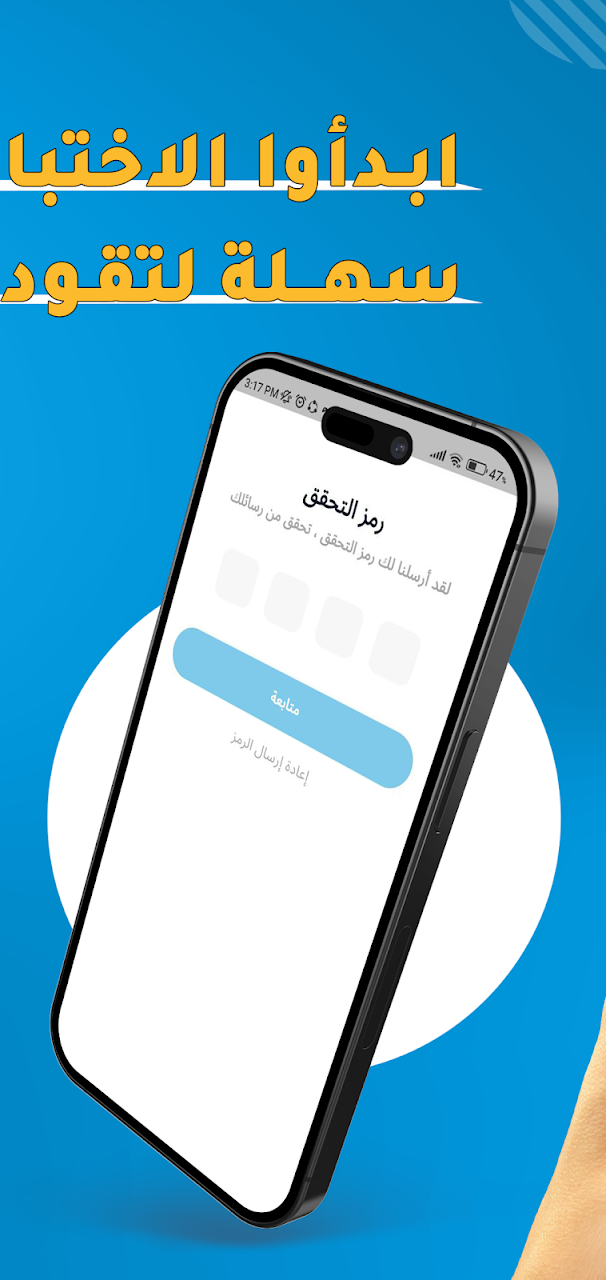 ابدأوا الاختبا
سهلة لتقود
3:17 PM
47%
رمز التحقق
لقد أرسلنا لك رمز التحقق ، تحقق من رسائلك
متابعة
إعادة إرسال الرمز